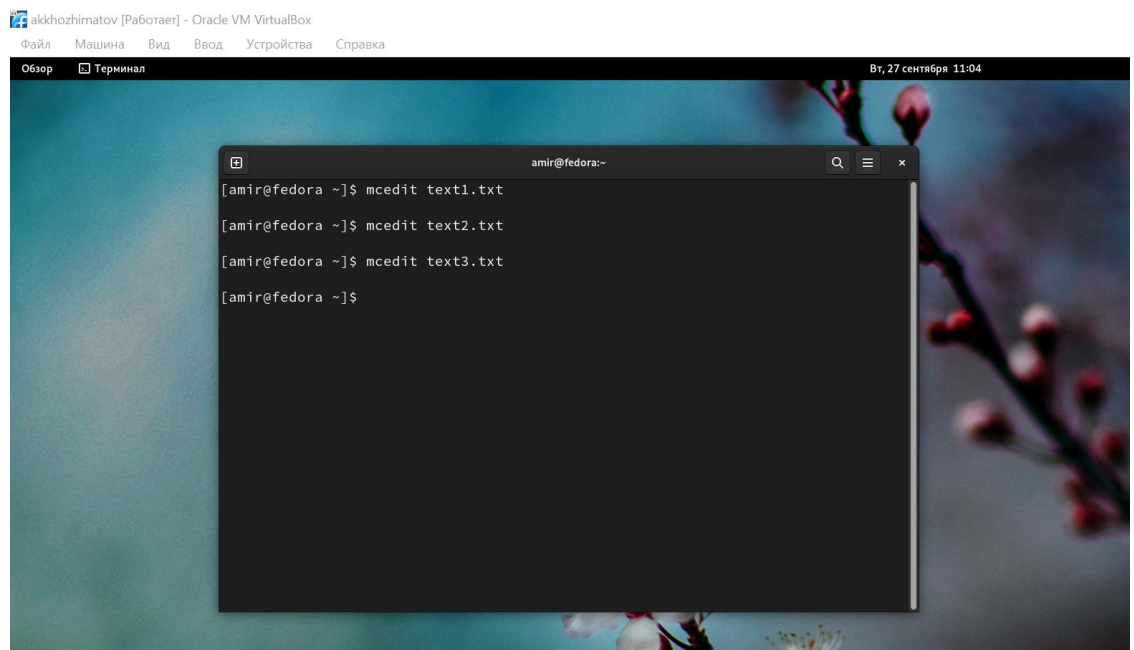 akkhozhimatov [Работает] - Oracle VM VirtualBox
Файл Машина Вид Ввод Устройства Справка
Обзор Терминал Вт, 27 сентября 11:04
amir@fedora:~
[amir@fedora ~]$ mcedit text1.txt
[amir@fedora ~]$ mcedit text2.txt
[amir@fedora ~]$ mcedit text3.txt
[amir@fedora ~]$